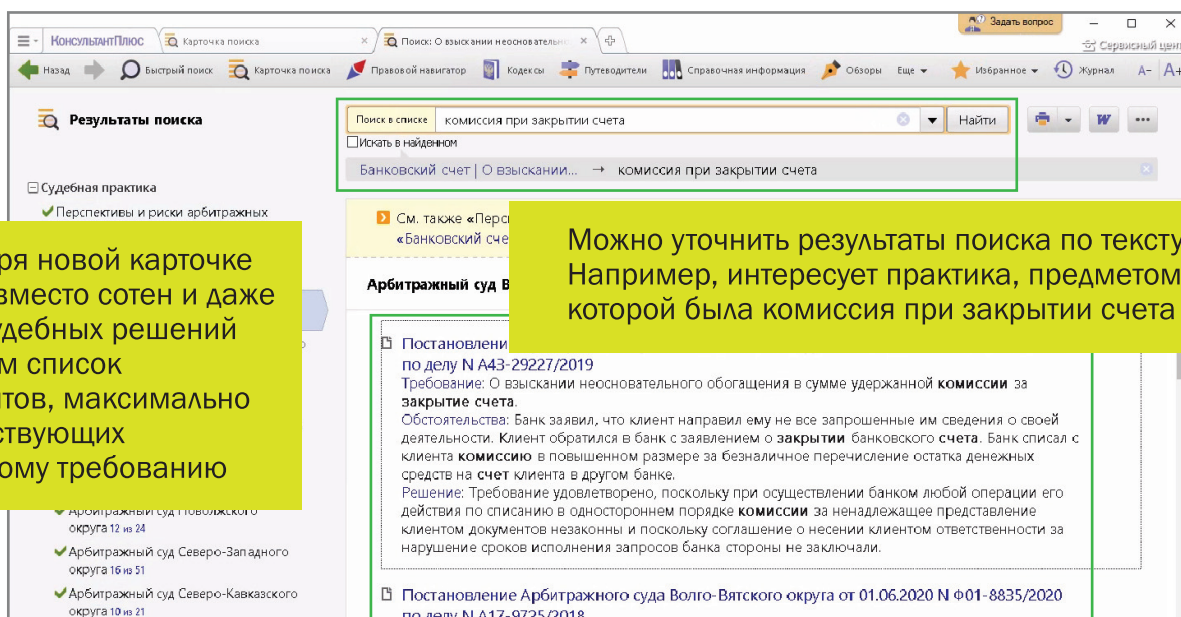 Задать вопрос
КонсультантПлюс
Карточка поиска
Поиск: О взыскании неосновательн
Сервисный цен
Назад
Быстрый поиск
Карточка поиска
Правовой навигатор
Кодексы
Путеводители
Справочная информация
Обзоры
Еще
Избранное
Журнал
A- A+
Результаты поиска
Поиск в списке комиссия при закрытии счета
Найти
Искать в найденном
Банковский счет | О взыскании... → комиссия при закрытии счета
Судебная практика
Перспективы и риски арбитражных
См. также «Перс
«Банковский сче
Можно уточнить результаты поиска по тексту
Например, интересует практика, предметом
которой была комиссия при закрытии счета
ря новой карточке
вместо сотен и даже
удебных решений
м список
нтов, максимально
ствующих
ому требованию
Арбитражный суд Поволжского
округа 12 из 24
Арбитражный суд Северо-Западного
округа 16 из 51
Арбитражный суд Северо-Кавказского
округа 10 из 21
Арбитражный суд В
Постановлени
по делу N А43-29227/2019
Требование: О взыскании неосновательного обогащения в сумме удержанной комиссии за
закрытие счета.
Обстоятельства: Банк заявил, что клиент направил ему не все запрошенные им сведения о своей
деятельности. Клиент обратился в банк с заявлением о закрытии банковского счета. Банк списал с
клиента комиссию в повышенном размере за безналичное перечисление остатка денежных
средств на счет клиента в другом банке.
Решение: Требование удовлетворено, поскольку при осуществлении банком любой операции его
действия по списанию в одностороннем порядке комиссии за ненадлежащее представление
клиентом документов незаконны и поскольку соглашение о несении клиентом ответственности за
нарушение сроков исполнения запросов банка стороны не заключали.
Постановление Арбитражного суда Волго-Вятского округа от 01.06.2020 N Ф01-8835/2020
по делу N А17-9725/2018